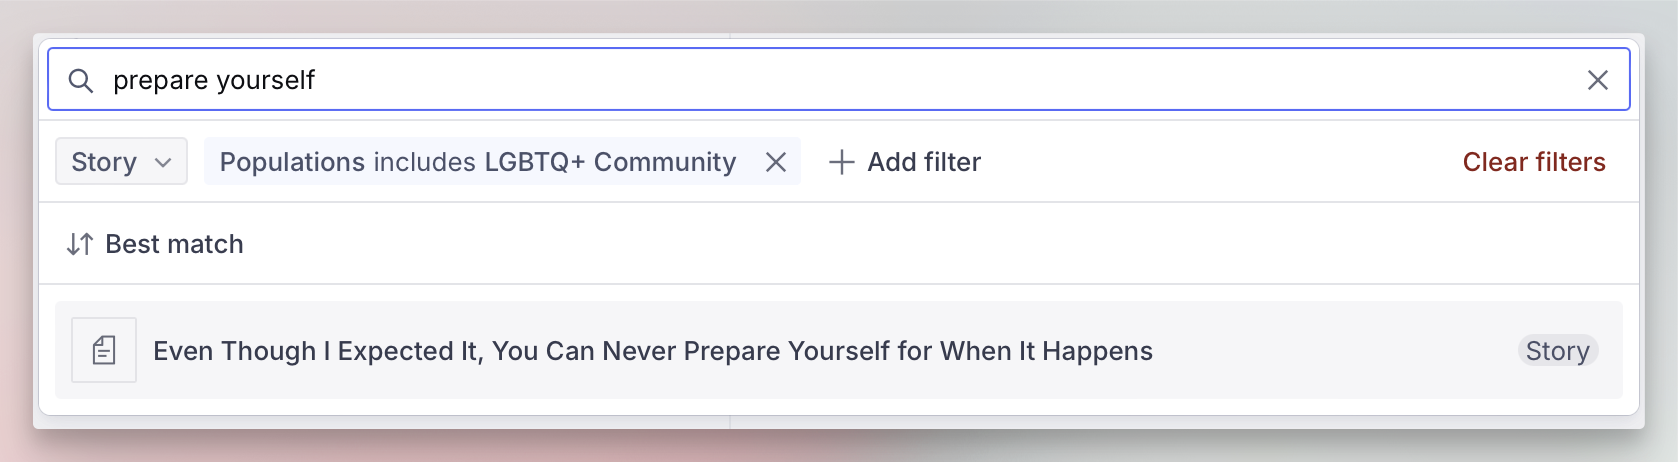 prepare yourself
Story Populations includes LGBTQ+ Community Add filter Clear filters
Best match
Even Though I Expected It, You Can Never Prepare Yourself for When It Happens Story